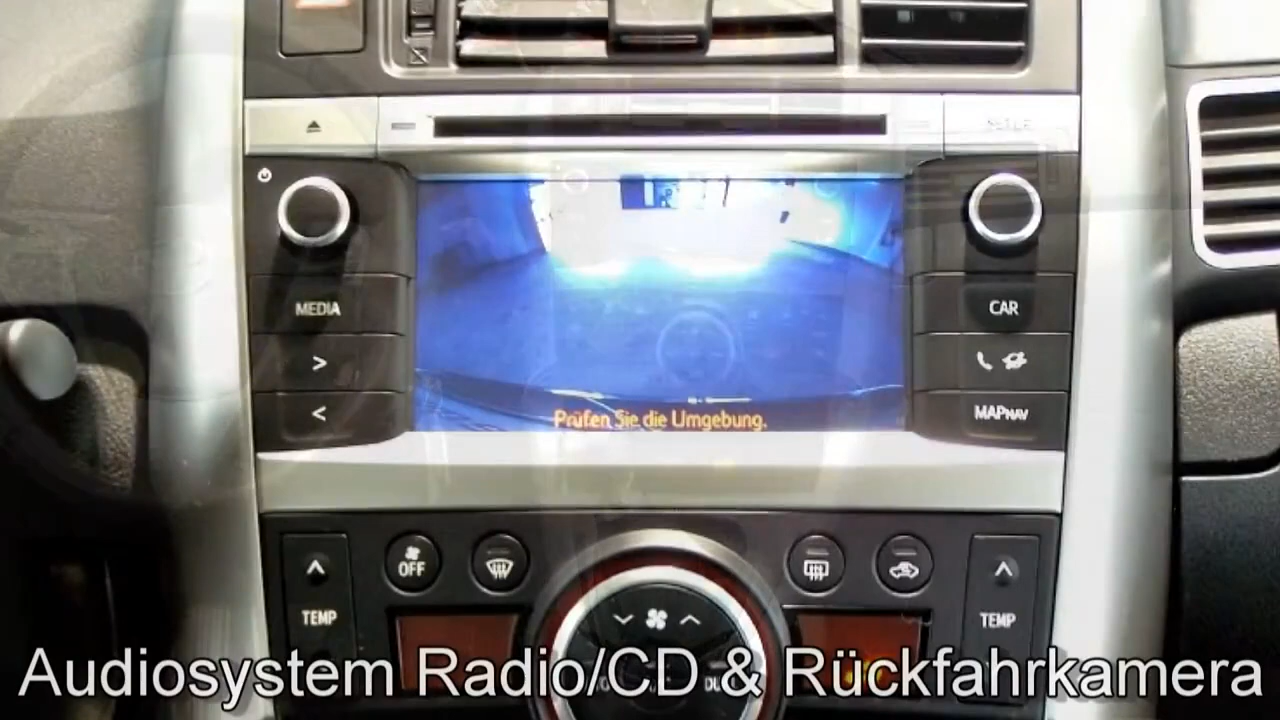 MEDIA
>
<
CAR
MAPNAV
Prüfen Sie die Umgebung.
OFF
TEMP
TEMP
Audiosystem Radio/CD & Rückfahrkamera